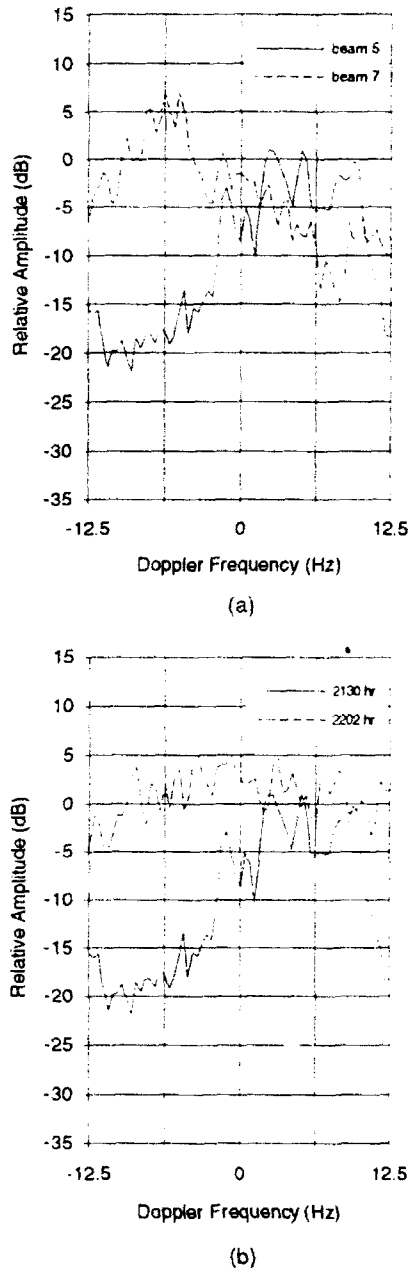 15
10
5
0
-5
-10
-15
-20
-25
-30
-35
Relative Amplitude (dB)
beam 5
beam 7
-12.5
0
12.5
Doppler Frequency (Hz)
(a)
15
10
5
0
-5
-10
-15
-20
-25
-30
-35
Relative Amplitude (dB)
2130 hr
2202 hr
-12.5
0
12.5
Doppler Frequency (Hz)
(b)